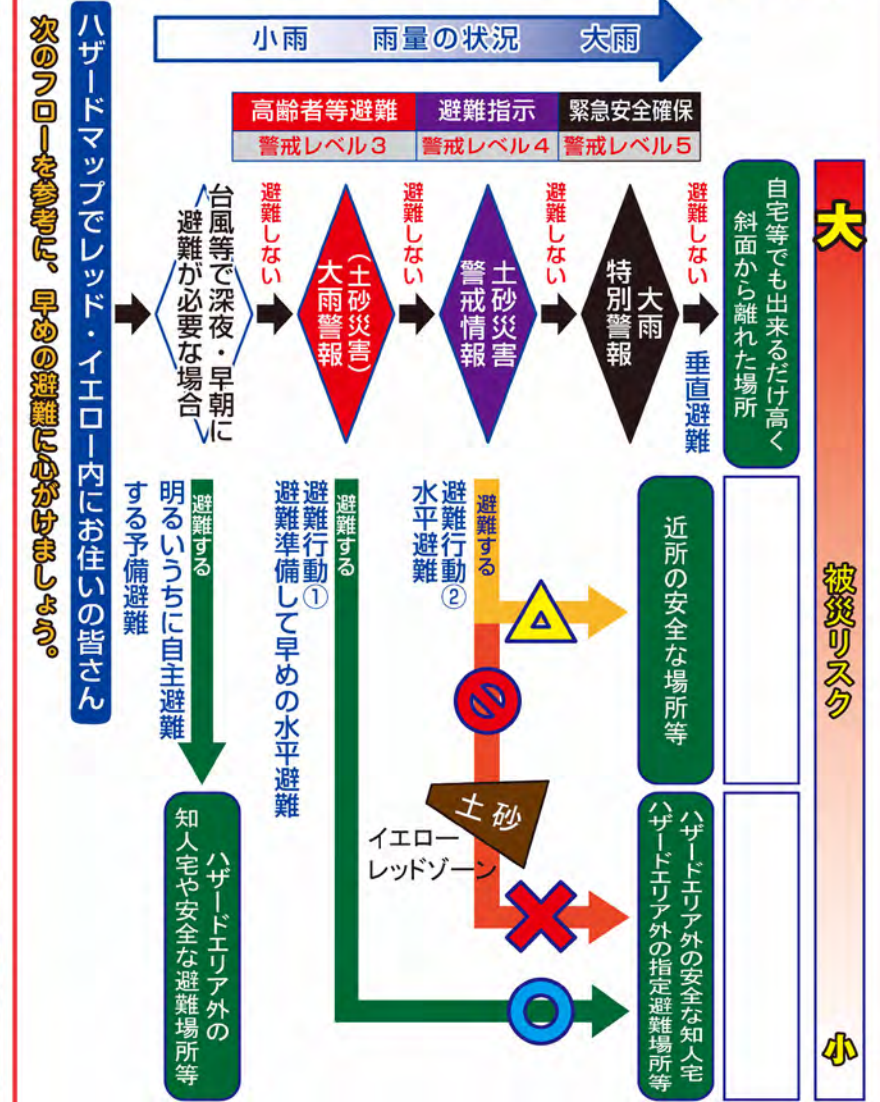 小雨　雨量の状況　大雨
高齢者等避難
避難指示
緊急安全確保
警戒レベル3
警戒レベル4
警戒レベル5
ハザードマップでレッド・イエロー内にお住いの皆さん
次のフローを参考に、早めの避難に心がけましょう。
台風等で深夜・早朝に
避難が必要な場合
避難しない
大雨警報
(土砂災害)
避難しない
土砂災害
警戒情報
避難しない
大雨
特別警報
避難しない
垂直避難
自宅等でも出来るだけ高く
斜面から離れた場所
避難する
明るいうちに自主避難
する予備避難
ハザードエリア外の
知人宅や安全な避難場所等
避難する
避難行動①
避難準備して早めの水平避難
避難する
避難行動②
水平避難
近所の安全な場所等
土砂
イエロー
レッドゾーン
ハザードエリア外の安全な知人宅
ハザードエリア外の指定避難場所等
大
被災リスク
小